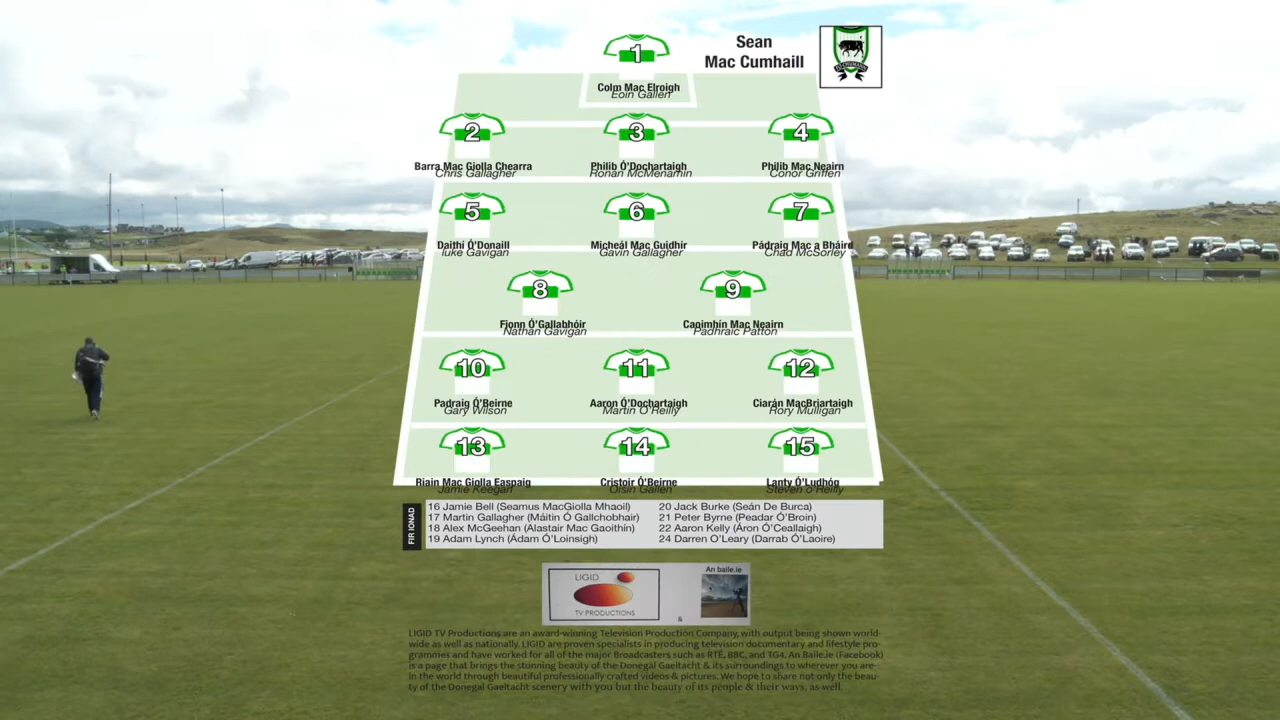 Sean
Mac Cumhaill
1
Colm Mac Elroigh
Eoin Gallen
2
3
4
Barra Mac Giolla Chearra
Chris Gallagher
Philib Ó'Dochartaigh
Ronan McMenamin
Philib Mac Neairn
Conor Griffen
5
6
7
Daithí Ó'Donaill
luke Gavigan
Micheál Mac Guidhir
Gavin Gallagher
Pádraig Mac a Bháird
Chad McSorley
8
9
Fionn Ó'Gallabhóir
Nathan Gavigan
Caoimhín Mac Neairn
Padhraic Patton
10
11
12
Padraig Ó'Beirne
Gary Wilson
Aaron Ó'Dochartaigh
Martin O'Reilly
Ciarán MacBriartaigh
Rory Mulligan
13
14
15
Riain Mac Giolla Easpaig
Jamie Keegan
Cristoir Ó'Beirne
Oisin Gallen
Lanty Ó'Ludhóg
Steven o'Reilly
FIR IONAD
16 Jamie Bell (Seamus MacGiolla Mhaoil)
17 Martin Gallagher (Máitin Ó Gallchobhair)
18 Alex McGeehan (Alastair Mac Gaoithín)
19 Adam Lynch (Ádam Ó'Loinsigh)
20 Jack Burke (Seán De Burca)
21 Peter Byrne (Peadar Ó'Broin)
22 Aaron Kelly (Áron Ó'Ceallaigh)
24 Darren O'Leary (Darrab Ó'Laoire)
LIGID
TV PRODUCTIONS
&
An baile.ie
LIGID TV Productions are an award-winning Television Production Company, with output being shown world-
wide as well as nationally. LIGID are proven specialists in producing television documentary and lifestyle pro-
grammes and have worked for all of the major Broadcasters such as RTÉ, BBC, and TG4. An Baile.ie (Facebook)
is a page that brings the stunning beauty of the Donegal Gaeltacht & its surroundings to wherever you are
in the world through beautiful professionally crafted videos & pictures. We hope to share not only the beau-
ty of the Donegal Gaeltacht scenery with you but the beauty of its people & their ways, as well.